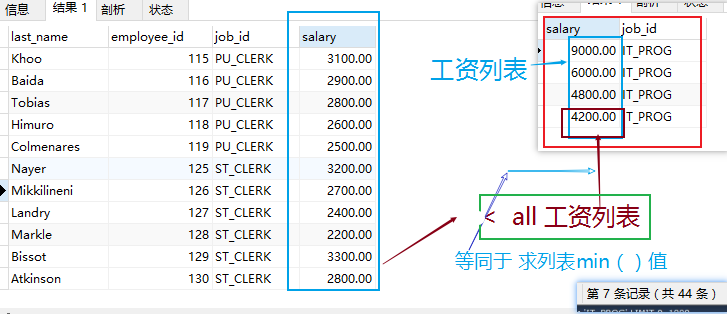 信息 结果 1 剖析 状态
last_name employee_id job_id salary
Khoo 115 PU_CLERK 3100.00
Baida 116 PU_CLERK 2900.00
Tobias 117 PU_CLERK 2800.00
Himuro 118 PU_CLERK 2600.00
Colmenares 119 PU_CLERK 2500.00
Nayer 125 ST_CLERK 3200.00
Mikkilineni 126 ST_CLERK 2700.00
Landry 127 ST_CLERK 2400.00
Markle 128 ST_CLERK 2200.00
Bissot 129 ST_CLERK 3300.00
Atkinson 130 ST_CLERK 2800.00
salary job_id
9000.00 IT_PROG
6000.00 IT_PROG
4800.00 IT_PROG
4200.00 IT_PROG
工资列表
< all 工资列表
等同于 求列表min（）值
第 7 条记录 ( 共 44 条 )